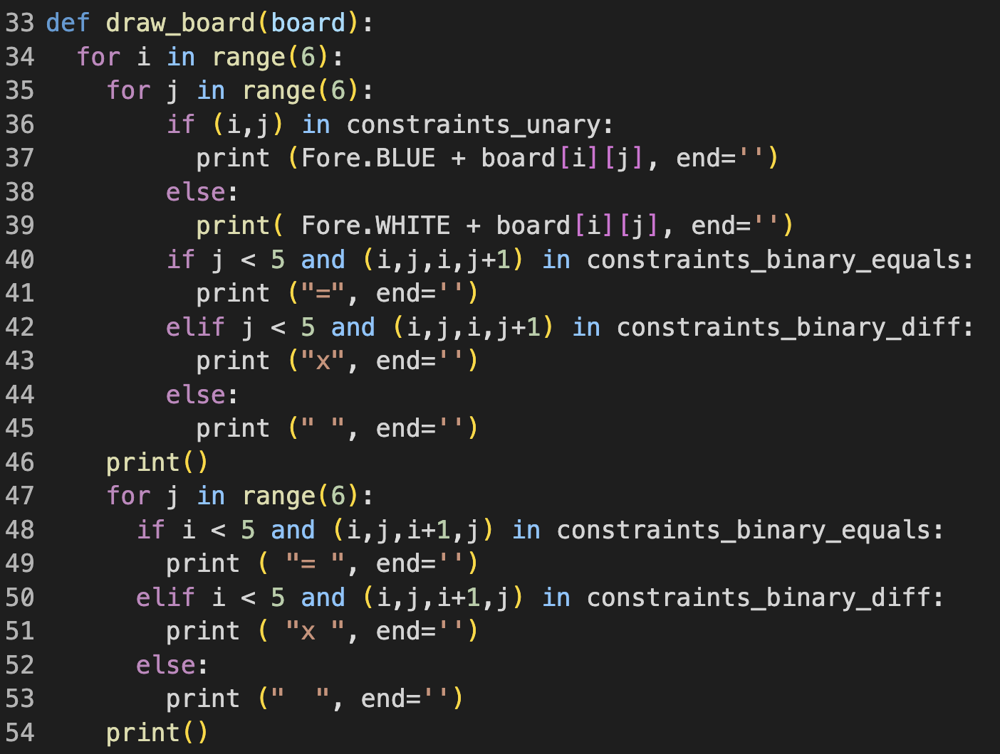 33 def draw_board(board):
34   for i in range(6):
35     for j in range(6):
36         if (i,j) in constraints_unary:
37           print (Fore.BLUE + board[i][j], end='')
38         else:
39           print( Fore.WHITE + board[i][j], end='')
40         if j < 5 and (i,j,i,j+1) in constraints_binary_equals:
41           print ("=", end='')
42         elif j < 5 and (i,j,i,j+1) in constraints_binary_diff:
43           print ("x", end='')
44         else:
45           print (" ", end='')
46     print()
47     for j in range(6):
48       if i < 5 and (i,j,i+1,j) in constraints_binary_equals:
49         print ( "= ", end='')
50       elif i < 5 and (i,j,i+1,j) in constraints_binary_diff:
51         print ( "x ", end='')
52       else:
53         print ("  ", end='')
54     print()